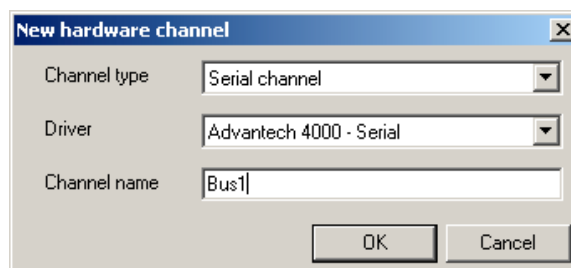 New hardware channel
Channel type Serial channel
Driver Advantech 4000 - Serial
Channel name Bus1
OK Cancel